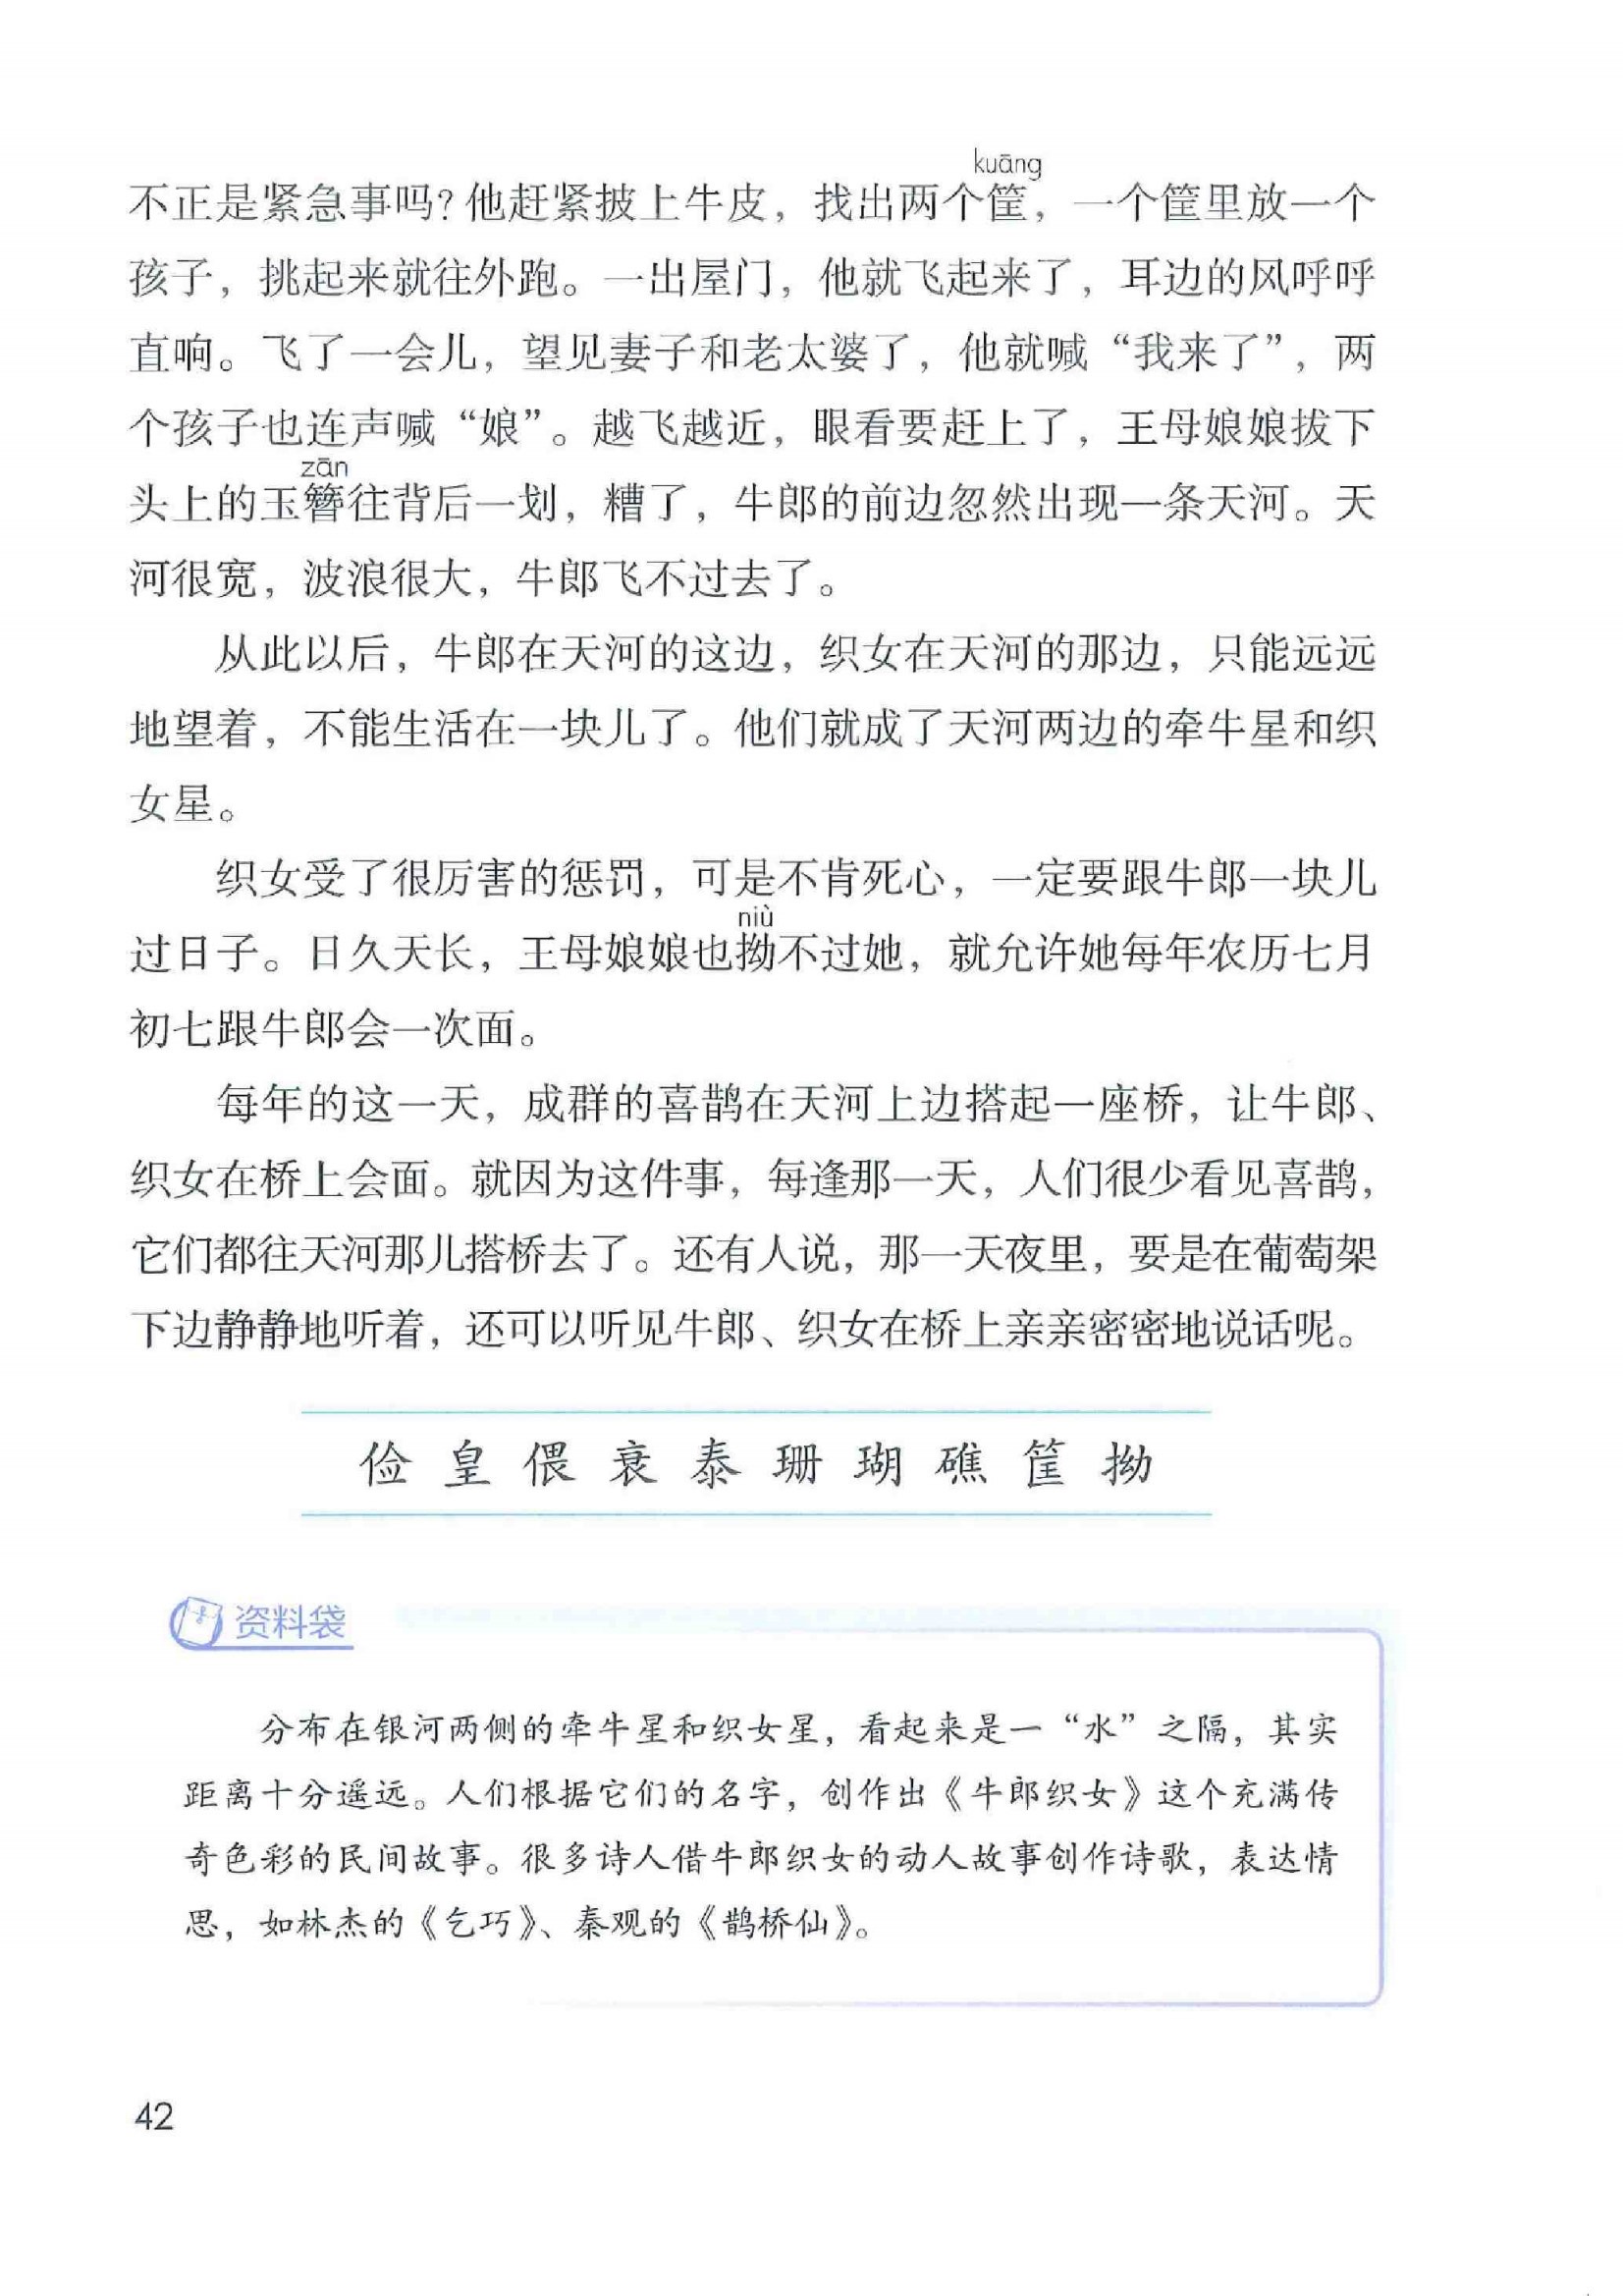 kuāng
不正是紧急事吗？他赶紧披上牛皮，找出两个筐，一个筐里放一个
孩子，挑起来就往外跑。一出屋门，他就飞起来了，耳边的风呼呼
直响。飞了一会儿，望见妻子和老太婆了，他就喊“我来了”，两
个孩子也连声喊“娘”。越飞越近，眼看要赶上了，王母娘娘拔下
zān
头上的玉簪往背后一划，糟了，牛郎的前边忽然出现一条天河。天
河很宽，波浪很大，牛郎飞不过去了。
从此以后，牛郎在天河的这边，织女在天河的那边，只能远远
地望着，不能生活在一块儿了。他们就成了天河两边的牵牛星和织
女星。
织女受了很厉害的惩罚，可是不肯死心，一定要跟牛郎一块儿
niù
过日子。日久天长，王母娘娘也拗不过她，就允许她每年农历七月
初七跟牛郎会一次面。
每年的这一天，成群的喜鹊在天河上边搭起一座桥，让牛郎、
织女在桥上会面。就因为这件事，每逢那一天，人们很少看见喜鹊，
它们都往天河那儿搭桥去了。还有人说，那一天夜里，要是在葡萄架
下边静静地听着，还可以听见牛郎、织女在桥上亲亲密密地说话呢。
俭 皇 偎 衰 泰 珊 瑚 礁 筐 拗
资料袋
分布在银河两侧的牵牛星和织女星，看起来是一“水”之隔，其实
距离十分遥远。人们根据它们的名字，创作出《牛郎织女》这个充满传
奇色彩的民间故事。很多诗人借牛郎织女的动人故事创作诗歌，表达情
思，如林杰的《乞巧》、秦观的《鹊桥仙》。
42